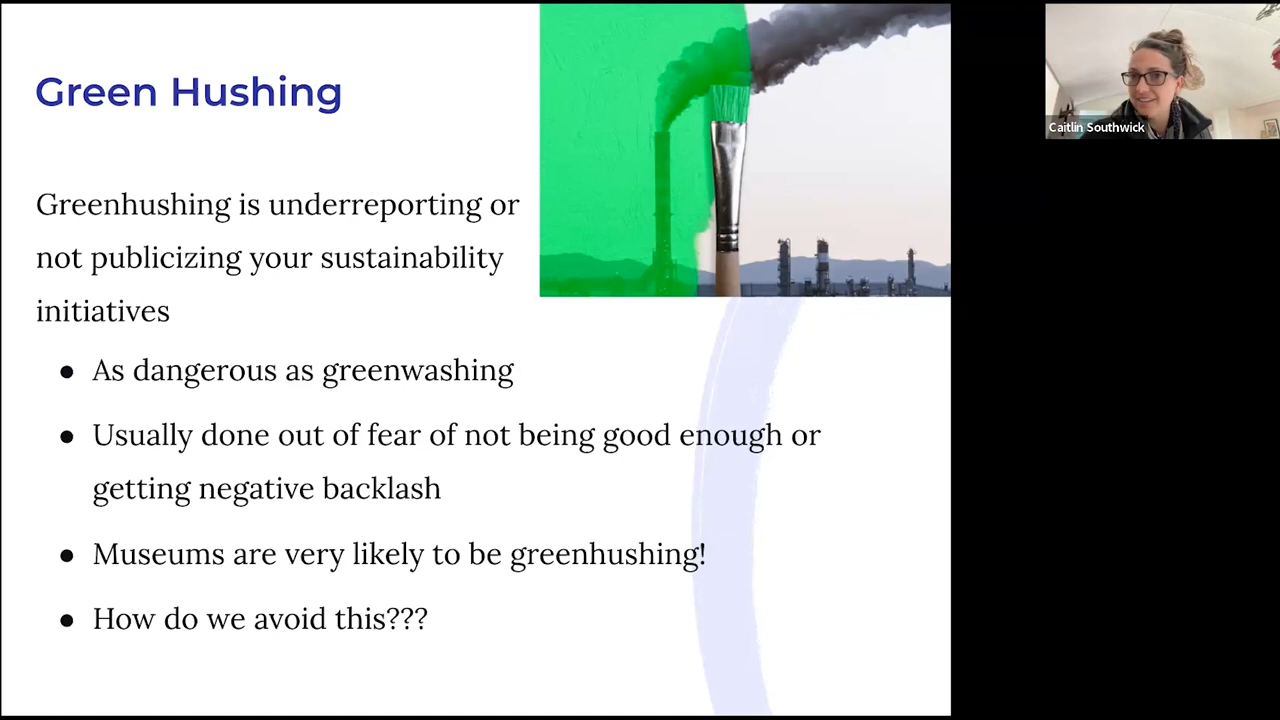 Green Hushing
Greenhushing is underreporting or
not publicizing your sustainability
initiatives
● As dangerous as greenwashing
● Usually done out of fear of not being good enough or
getting negative backlash
● Museums are very likely to be greenhushing!
● How do we avoid this???
Caitlin Southwick